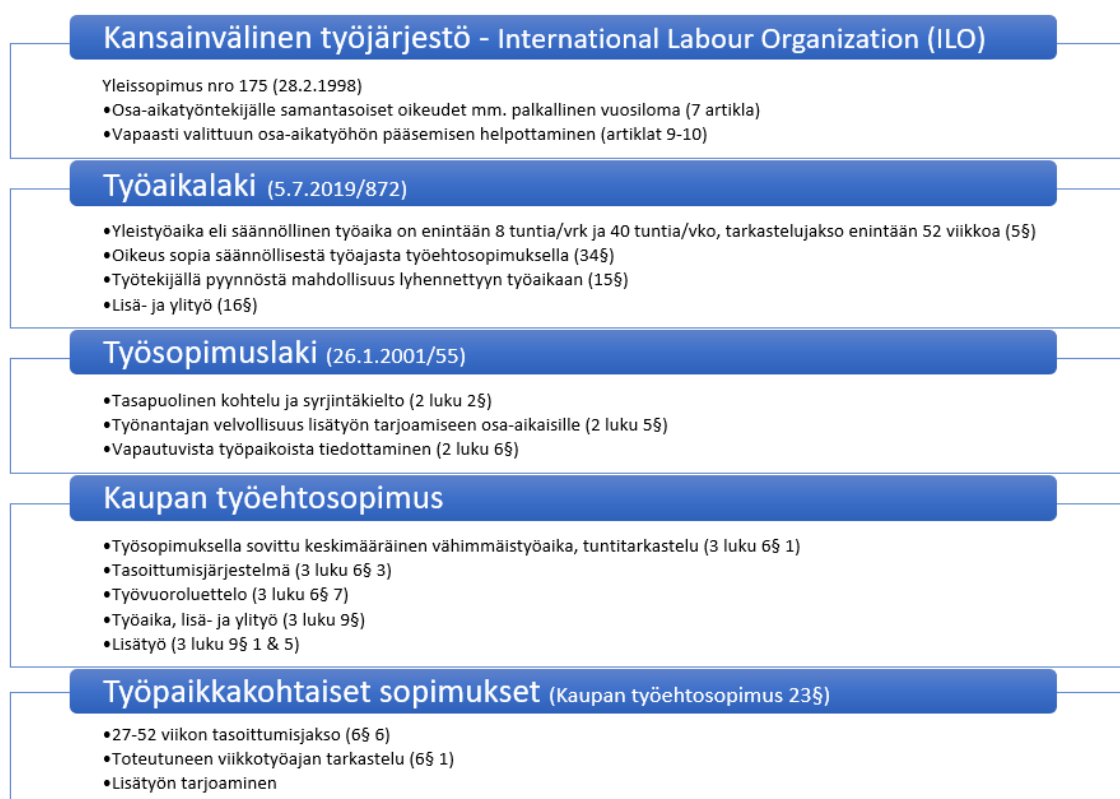 Kansainvälinen työjärjestö - International Labour Organization (ILO)
Yleissopimus nro 175 (28.2.1998)
•Osa-aikatyöntekijälle samantasoiset oikeudet mm. palkallinen vuosiloma (7 artikla)
•Vapaasti valittuun osa-aikatyöhön pääsemisen helpottaminen (artiklat 9-10)
Työaikalaki (5.7.2019/872)
•Yleistyöaika eli säännöllinen työaika on enintään 8 tuntia/vrk ja 40 tuntia/vko, tarkastelujakso enintään 52 viikkoa (5§)
•Oikeus sopia säännöllisestä työajasta työehtosopimuksella (34§)
•Työtekijällä pyynnöstä mahdollisuus lyhennettyyn työaikaan (15§)
•Lisä- ja ylityö (16§)
Työsopimuslaki (26.1.2001/55)
•Tasapuolinen kohtelu ja syrjintäkielto (2 luku 2§)
•Työnantajan velvollisuus lisätyön tarjoamiseen osa-aikaisille (2 luku 5§)
•Vapautuvista työpaikoista tiedottaminen (2 luku 6§)
Kaupan työehtosopimus
•Työsopimuksella sovittu keskimääräinen vähimmäistyöaika, tuntitarkastelu (3 luku 6§ 1)
•Tasoittumisjärjestelmä (3 luku 6§ 3)
•Työvuoroluettelo (3 luku 6§ 7)
•Työaika, lisä- ja ylityö (3 luku 9§)
•Lisätyö (3 luku 9§ 1 & 5)
Työpaikkakohtaiset sopimukset (Kaupan työehtosopimus 23§)
•27-52 viikon tasoittumisjakso (6§ 6)
•Toteutuneen viikkotyöajan tarkastelu (6§ 1)
•Lisätyön tarjoaminen